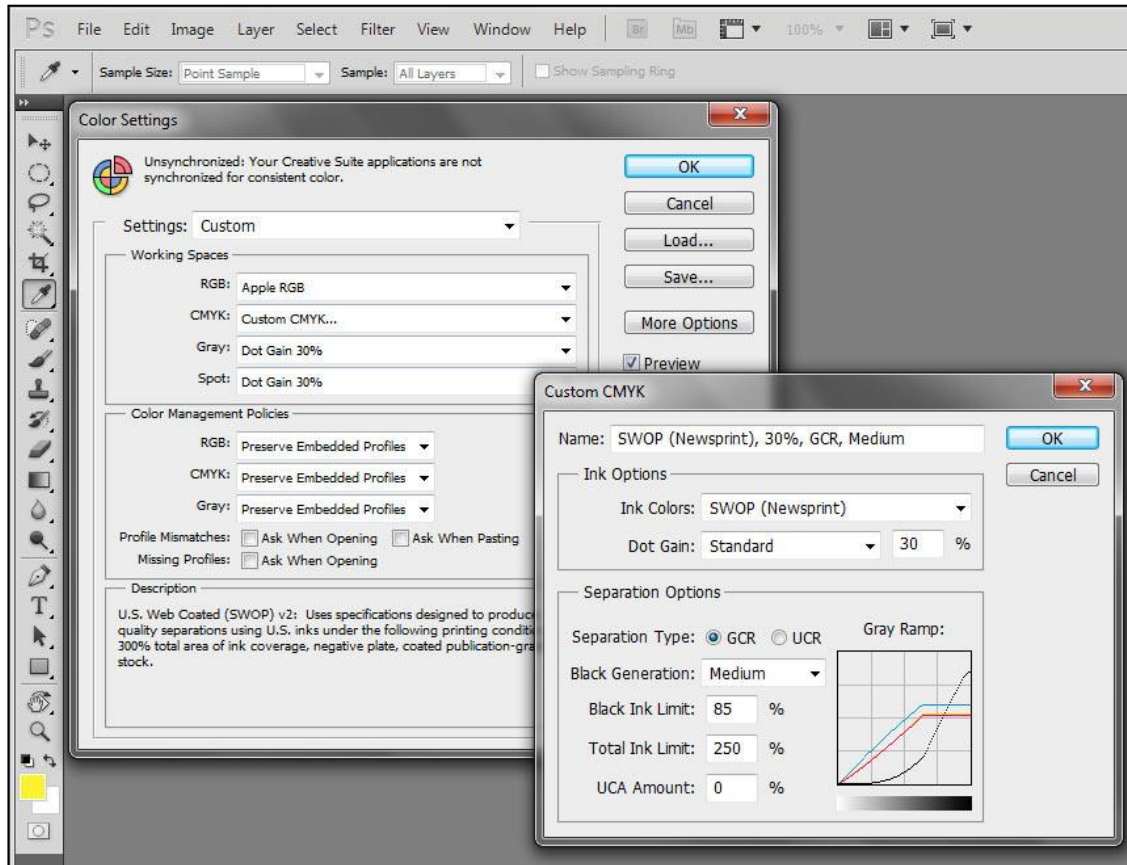 Ps File Edit Image Layer Select Filter View Window Help Br Mb 100%
Sample Size: Point Sample Sample: All Layers Show Sampling Ring
Color Settings
Unsynchronized: Your Creative Suite applications are not
synchronized for consistent color.
Settings: Custom
Working Spaces
RGB: Apple RGB
CMYK: Custom CMYK...
Gray: Dot Gain 30%
Spot: Dot Gain 30%
Color Management Policies
RGB: Preserve Embedded Profiles
CMYK: Preserve Embedded Profiles
Gray: Preserve Embedded Profiles
Profile Mismatches: Ask When Opening Ask When Pasting
Missing Profiles: Ask When Opening
Description
U.S. Web Coated (SWOP) v2: Uses specifications designed to produce
quality separations using U.S. inks under the following printing conditi
300% total area of ink coverage, negative plate, coated publication-gra
stock.
OK
Cancel
Load...
Save...
More Options
Preview
Custom CMYK
Name: SWOP (Newsprint), 30%, GCR, Medium
OK
Cancel
Ink Options
Ink Colors: SWOP (Newsprint)
Dot Gain: Standard 30 %
Separation Options
Separation Type: GCR UCR
Gray Ramp:
Black Generation: Medium
Black Ink Limit: 85 %
Total Ink Limit: 250 %
UCA Amount: 0 %
T